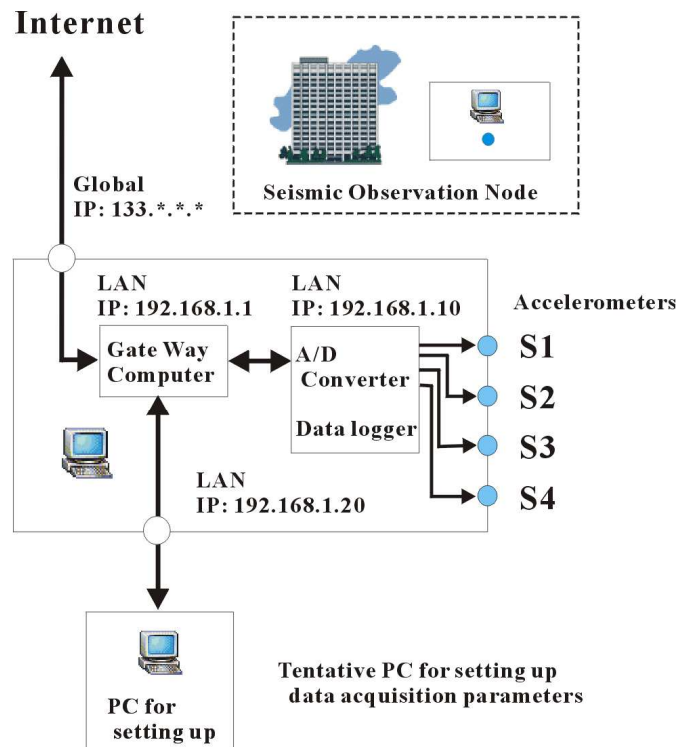 Internet
Seismic Observation Node
Global
IP: 133.*.*.*
LAN
IP: 192.168.1.1
LAN
IP: 192.168.1.10
Accelerometers
Gate Way
Computer
A/D
Converter
Data logger
S1
S2
S3
S4
LAN
IP: 192.168.1.20
PC for
setting up
Tentative PC for setting up
data acquisition parameters